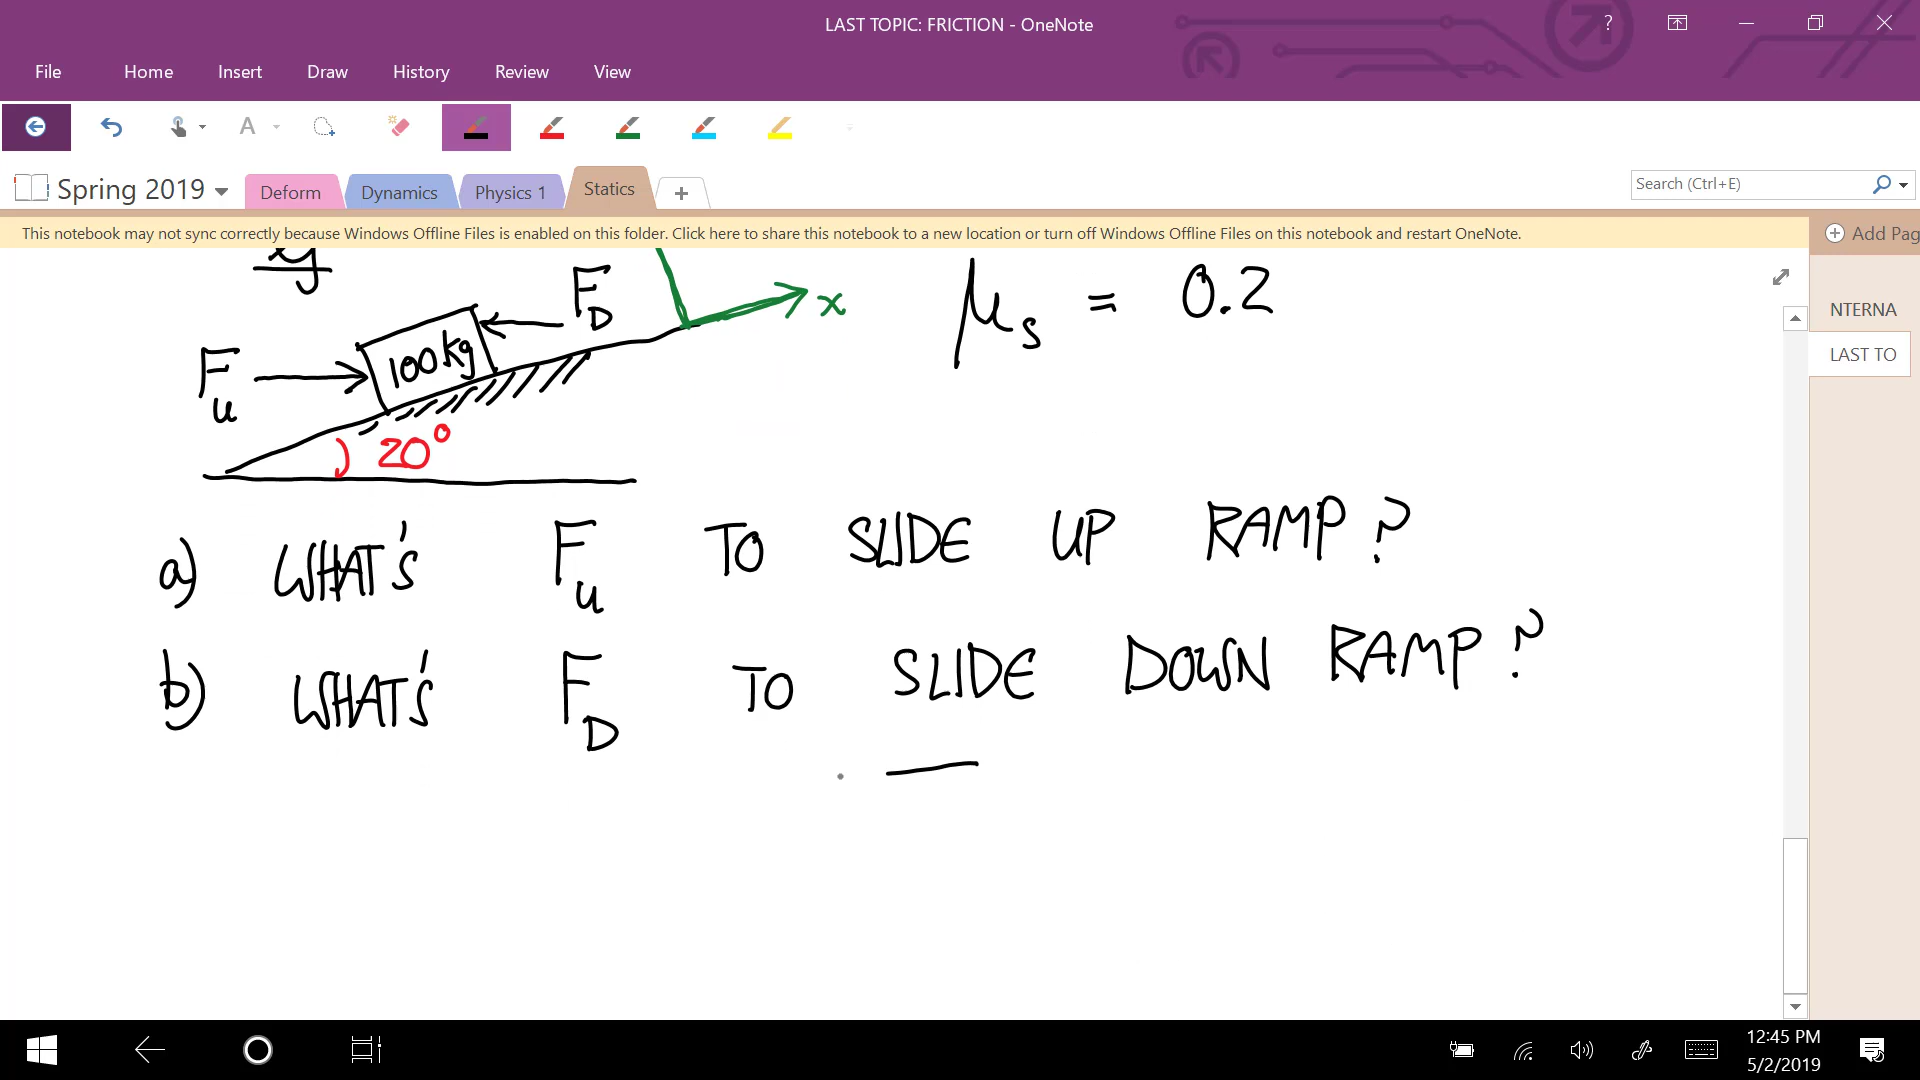 LAST TOPIC: FRICTION - OneNote
?
File Home Insert Draw History Review View
A
Spring 2019 Deform Dynamics Physics 1 Statics + Search (Ctrl+E)
This notebook may not sync correctly because Windows Offline Files is enabled on this folder. Click here to share this notebook to a new location or turn off Windows Offline Files on this notebook and restart OneNote.
Add Pag
NTERNA
LAST TO
F_D
x
μ_s = 0.2
100 kg
F_u
20°
a) WHAT'S F_u TO SLIDE UP RAMP?
b) WHAT'S F_D TO SLIDE DOWN RAMP?
12:45 PM
5/2/2019